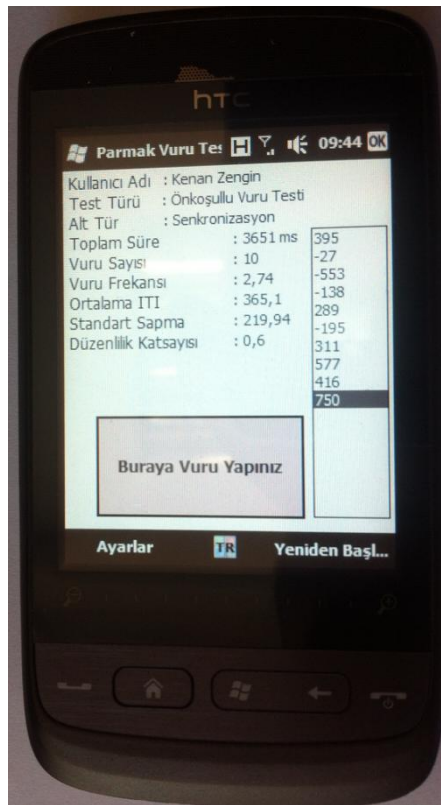 hTC
Parmak Vuru Tes H 09:44 OK
Kullanıcı Adı : Kenan Zengin
Test Türü : Önkoşullu Vuru Testi
Alt Tür : Senkronizasyon
Toplam Süre : 3651 ms
Vuru Sayısı : 10
Vuru Frekansı : 2,74
Ortalama ITI : 365,1
Standart Sapma : 219,94
Düzenlilik Katsayısı : 0,6
395
-27
-553
-138
289
-195
311
577
416
750
Buraya Vuru Yapınız
Ayarlar TR Yeniden Başl...